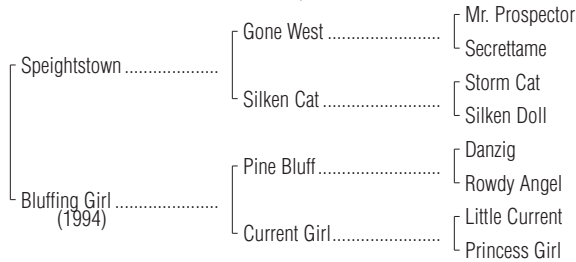 Mr. Prospector
Gone West ........................
Secrettame
Speightstown ....................
Storm Cat
Silken Cat .........................
Silken Doll
Danzig
Pine Bluff..........................
Rowdy Angel
Bluffing Girl ......................
(1994)
Little Current
Current Girl.......................
Princess Girl